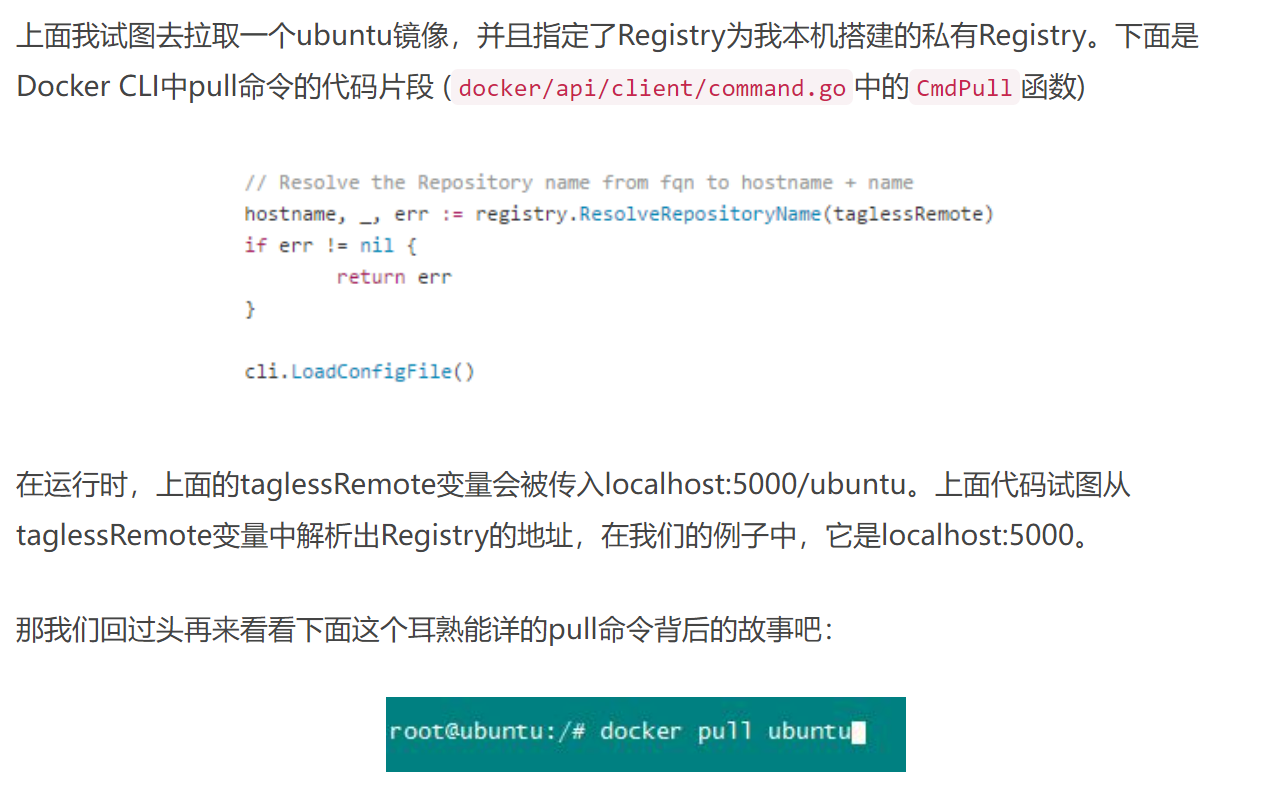 上面我试图去拉取一个ubuntu镜像，并且指定了Registry为我本机搭建的私有Registry。下面是
Docker CLI中pull命令的代码片段 (docker/api/client/command.go中的CmdPull函数)
// Resolve the Repository name from fqn to hostname + name
hostname, _, err := registry.ResolveRepositoryName(taglessRemote)
if err != nil {
        return err
}
cli.LoadConfigFile()
在运行时，上面的taglessRemote变量会被传入localhost:5000/ubuntu。上面代码试图从
taglessRemote变量中解析出Registry的地址，在我们的例子中，它是localhost:5000。
那我们回过头再来看看下面这个耳熟能详的pull命令背后的故事吧：
root@ubuntu:/# docker pull ubuntu